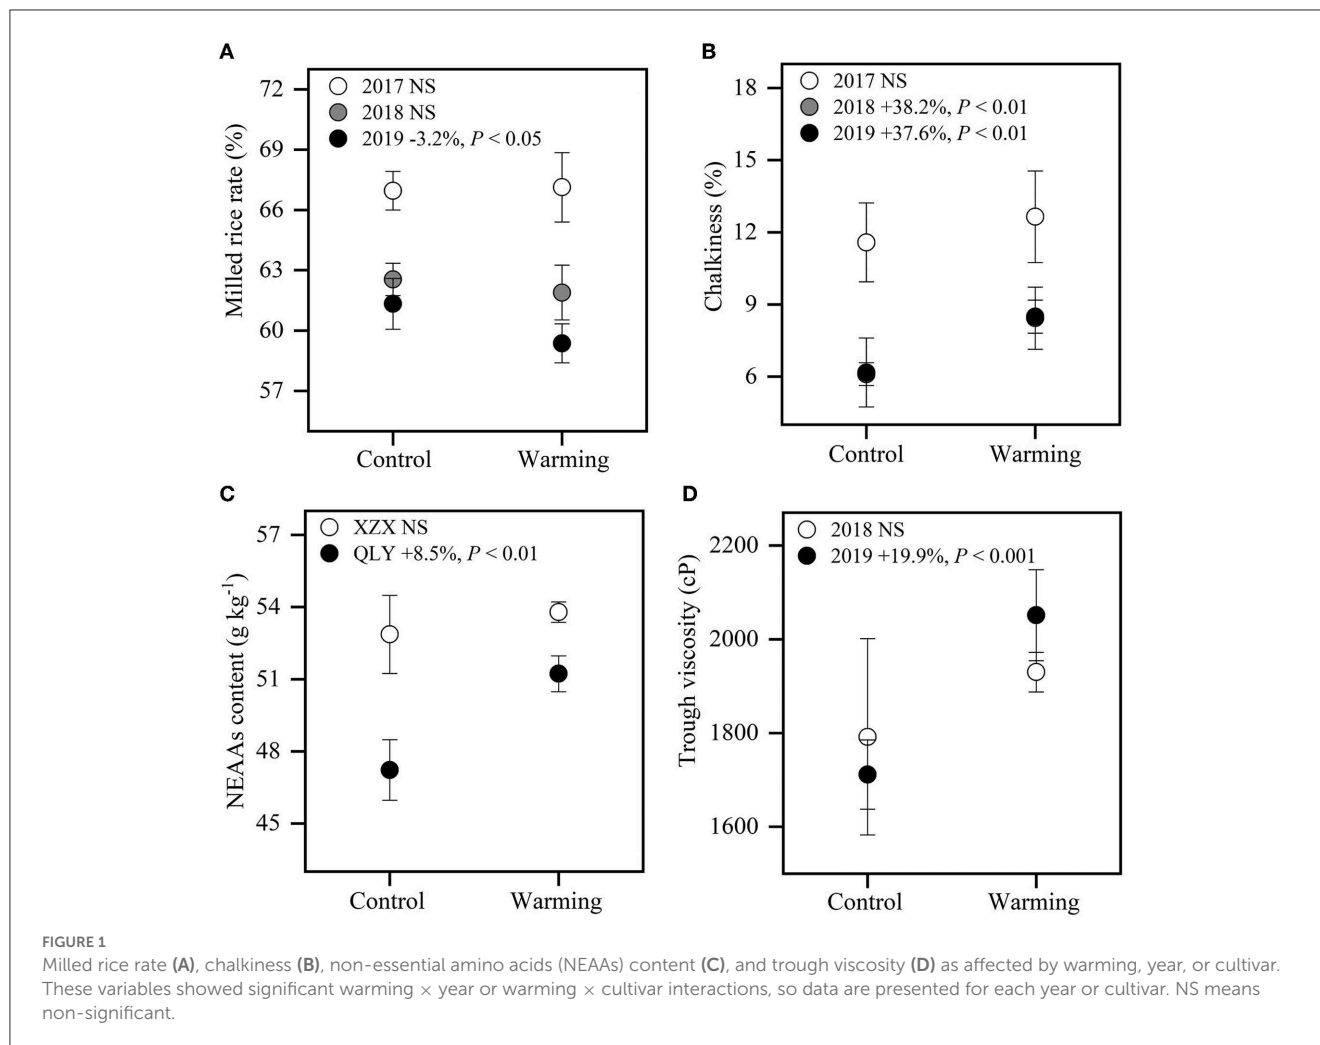 A
72
69
66
63
60
57
Milled rice rate (%)
2017 NS
2018 NS
2019 -3.2%, P < 0.05
Control
Warming
B
18
15
12
9
6
Chalkiness (%)
2017 NS
2018 +38.2%, P < 0.01
2019 +37.6%, P < 0.01
Control
Warming
C
57
54
51
48
45
NEAAs content (g kg-1)
XZX NS
QLY +8.5%, P < 0.01
Control
Warming
D
2200
2000
1800
1600
Trough viscosity (cP)
2018 NS
2019 +19.9%, P < 0.001
Control
Warming
FIGURE 1
Milled rice rate (A), chalkiness (B), non-essential amino acids (NEAAs) content (C), and trough viscosity (D) as affected by warming, year, or cultivar.
These variables showed significant warming × year or warming × cultivar interactions, so data are presented for each year or cultivar. NS means
non-significant.